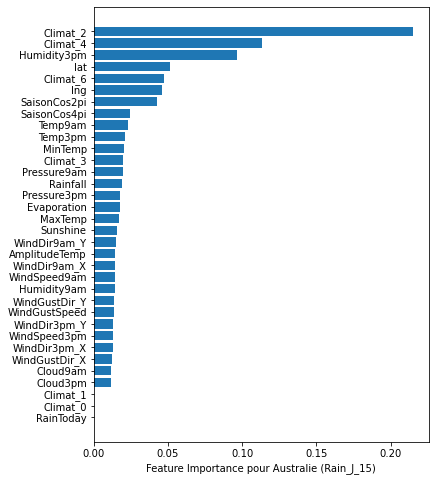 Climat_2
Climat_4
Humidity3pm
lat
Climat_6
lng
SaisonCos2pi
SaisonCos4pi
Temp9am
Temp3pm
MinTemp
Climat_3
Pressure9am
Rainfall
Pressure3pm
Evaporation
MaxTemp
Sunshine
WindDir9am_Y
AmplitudeTemp
WindDir9am_X
WindSpeed9am
Humidity9am
WindGustDir_Y
WindGustSpeed
WindDir3pm_Y
WindSpeed3pm
WindDir3pm_X
WindGustDir_X
Cloud9am
Cloud3pm
Climat_1
Climat_0
RainToday
0.00 0.05 0.10 0.15 0.20
Feature Importance pour Australie (Rain_J_15)